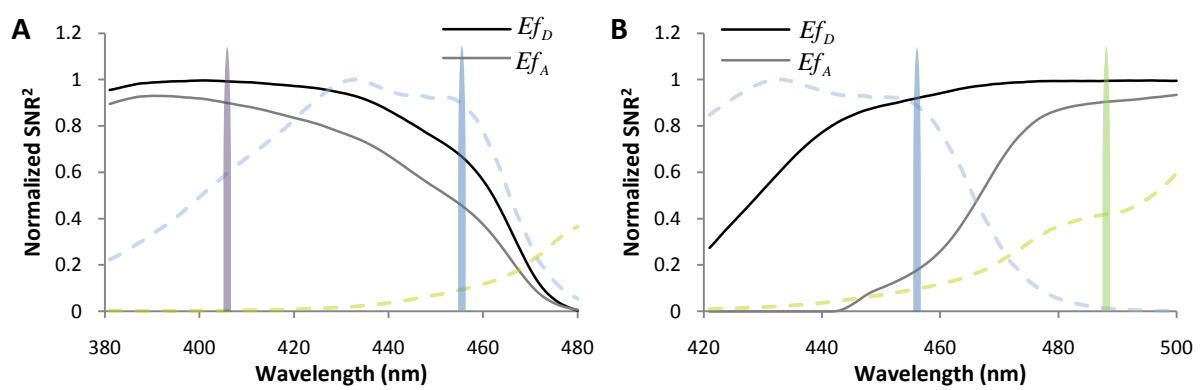 A
Ef_D
Ef_A
Normalized SNR²
1.2
1
0.8
0.6
0.4
0.2
0
380 400 420 440 460 480
Wavelength (nm)
B
Ef_D
Ef_A
Normalized SNR²
1.2
1
0.8
0.6
0.4
0.2
0
420 440 460 480 500
Wavelength (nm)